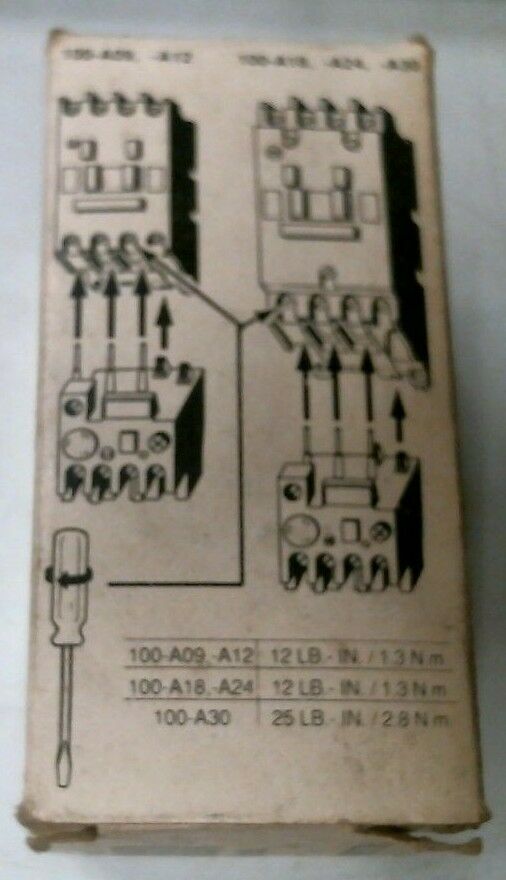 100-A09, -A12
100-A18, -A24, -A30
100-A09,-A12 12 LB.-IN. / 1.3 N m
100-A18,-A24 12 LB.-IN. / 1.3 N m
100-A30 25 LB.-IN. / 2.8 N m